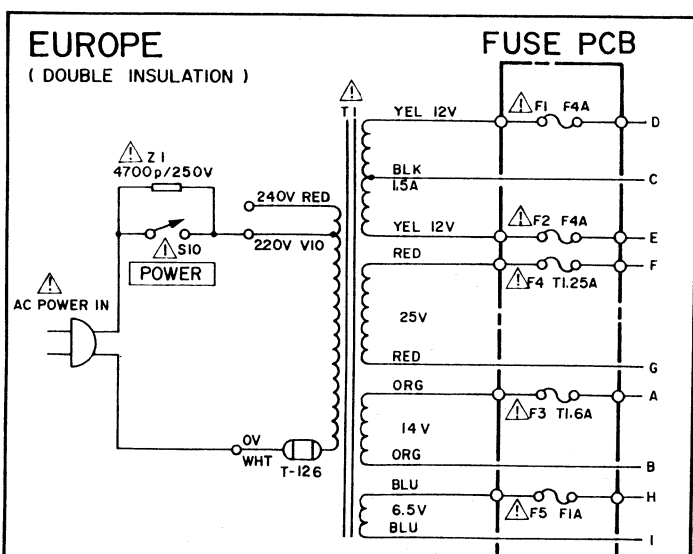 EUROPE
( DOUBLE INSULATION )
FUSE PCB
T1
YEL 12V
F1 F4A
D
Z1
4700p/250V
BLK
1.5A
C
240V RED
YEL 12V
F2 F4A
E
S10
220V VIO
POWER
RED
F
F4 T1.25A
AC POWER IN
25V
RED
G
ORG
A
F3 T1.6A
14V
0V
WHT
T-126
ORG
B
BLU
H
6.5V
F5 F1A
BLU
I